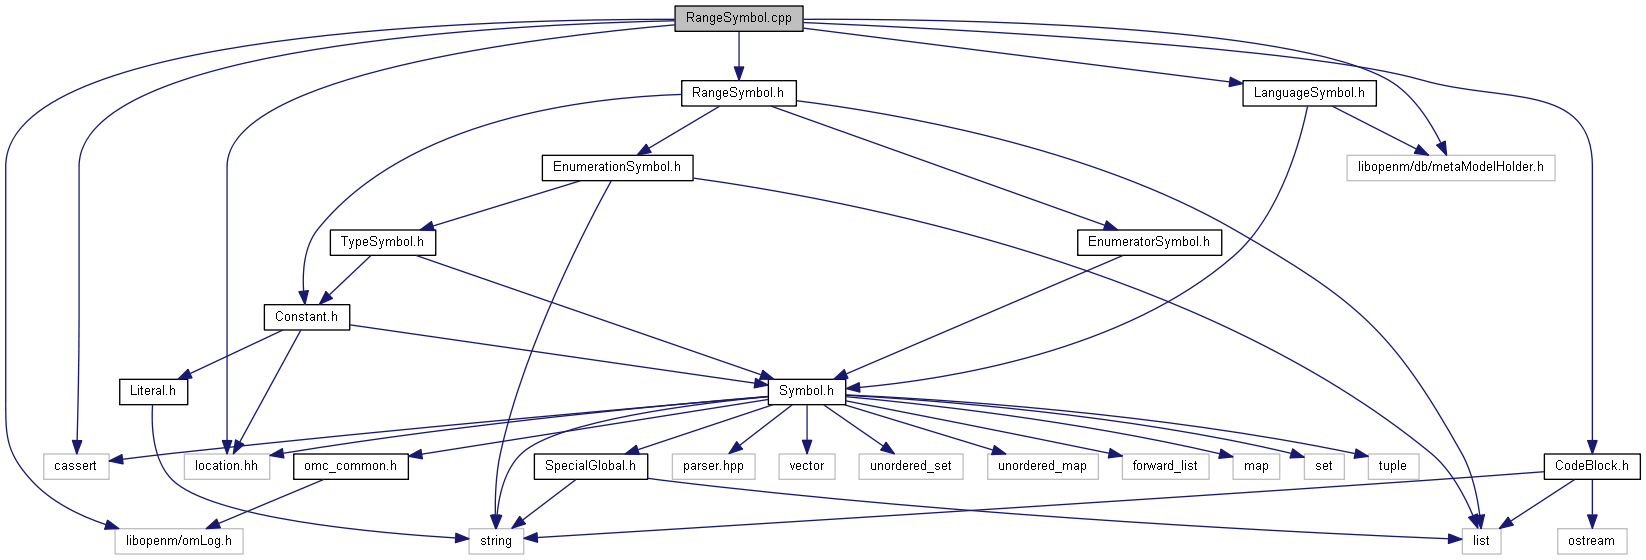 RangeSymbol.cpp
RangeSymbol.h
LanguageSymbol.h
EnumerationSymbol.h
libopenm/db/metaModelHolder.h
TypeSymbol.h
EnumeratorSymbol.h
Constant.h
Literal.h
Symbol.h
cassert
location.hh
omc_common.h
SpecialGlobal.h
parser.hpp
vector
unordered_set
unordered_map
forward_list
map
set
tuple
CodeBlock.h
libopenm/omLog.h
string
list
ostream